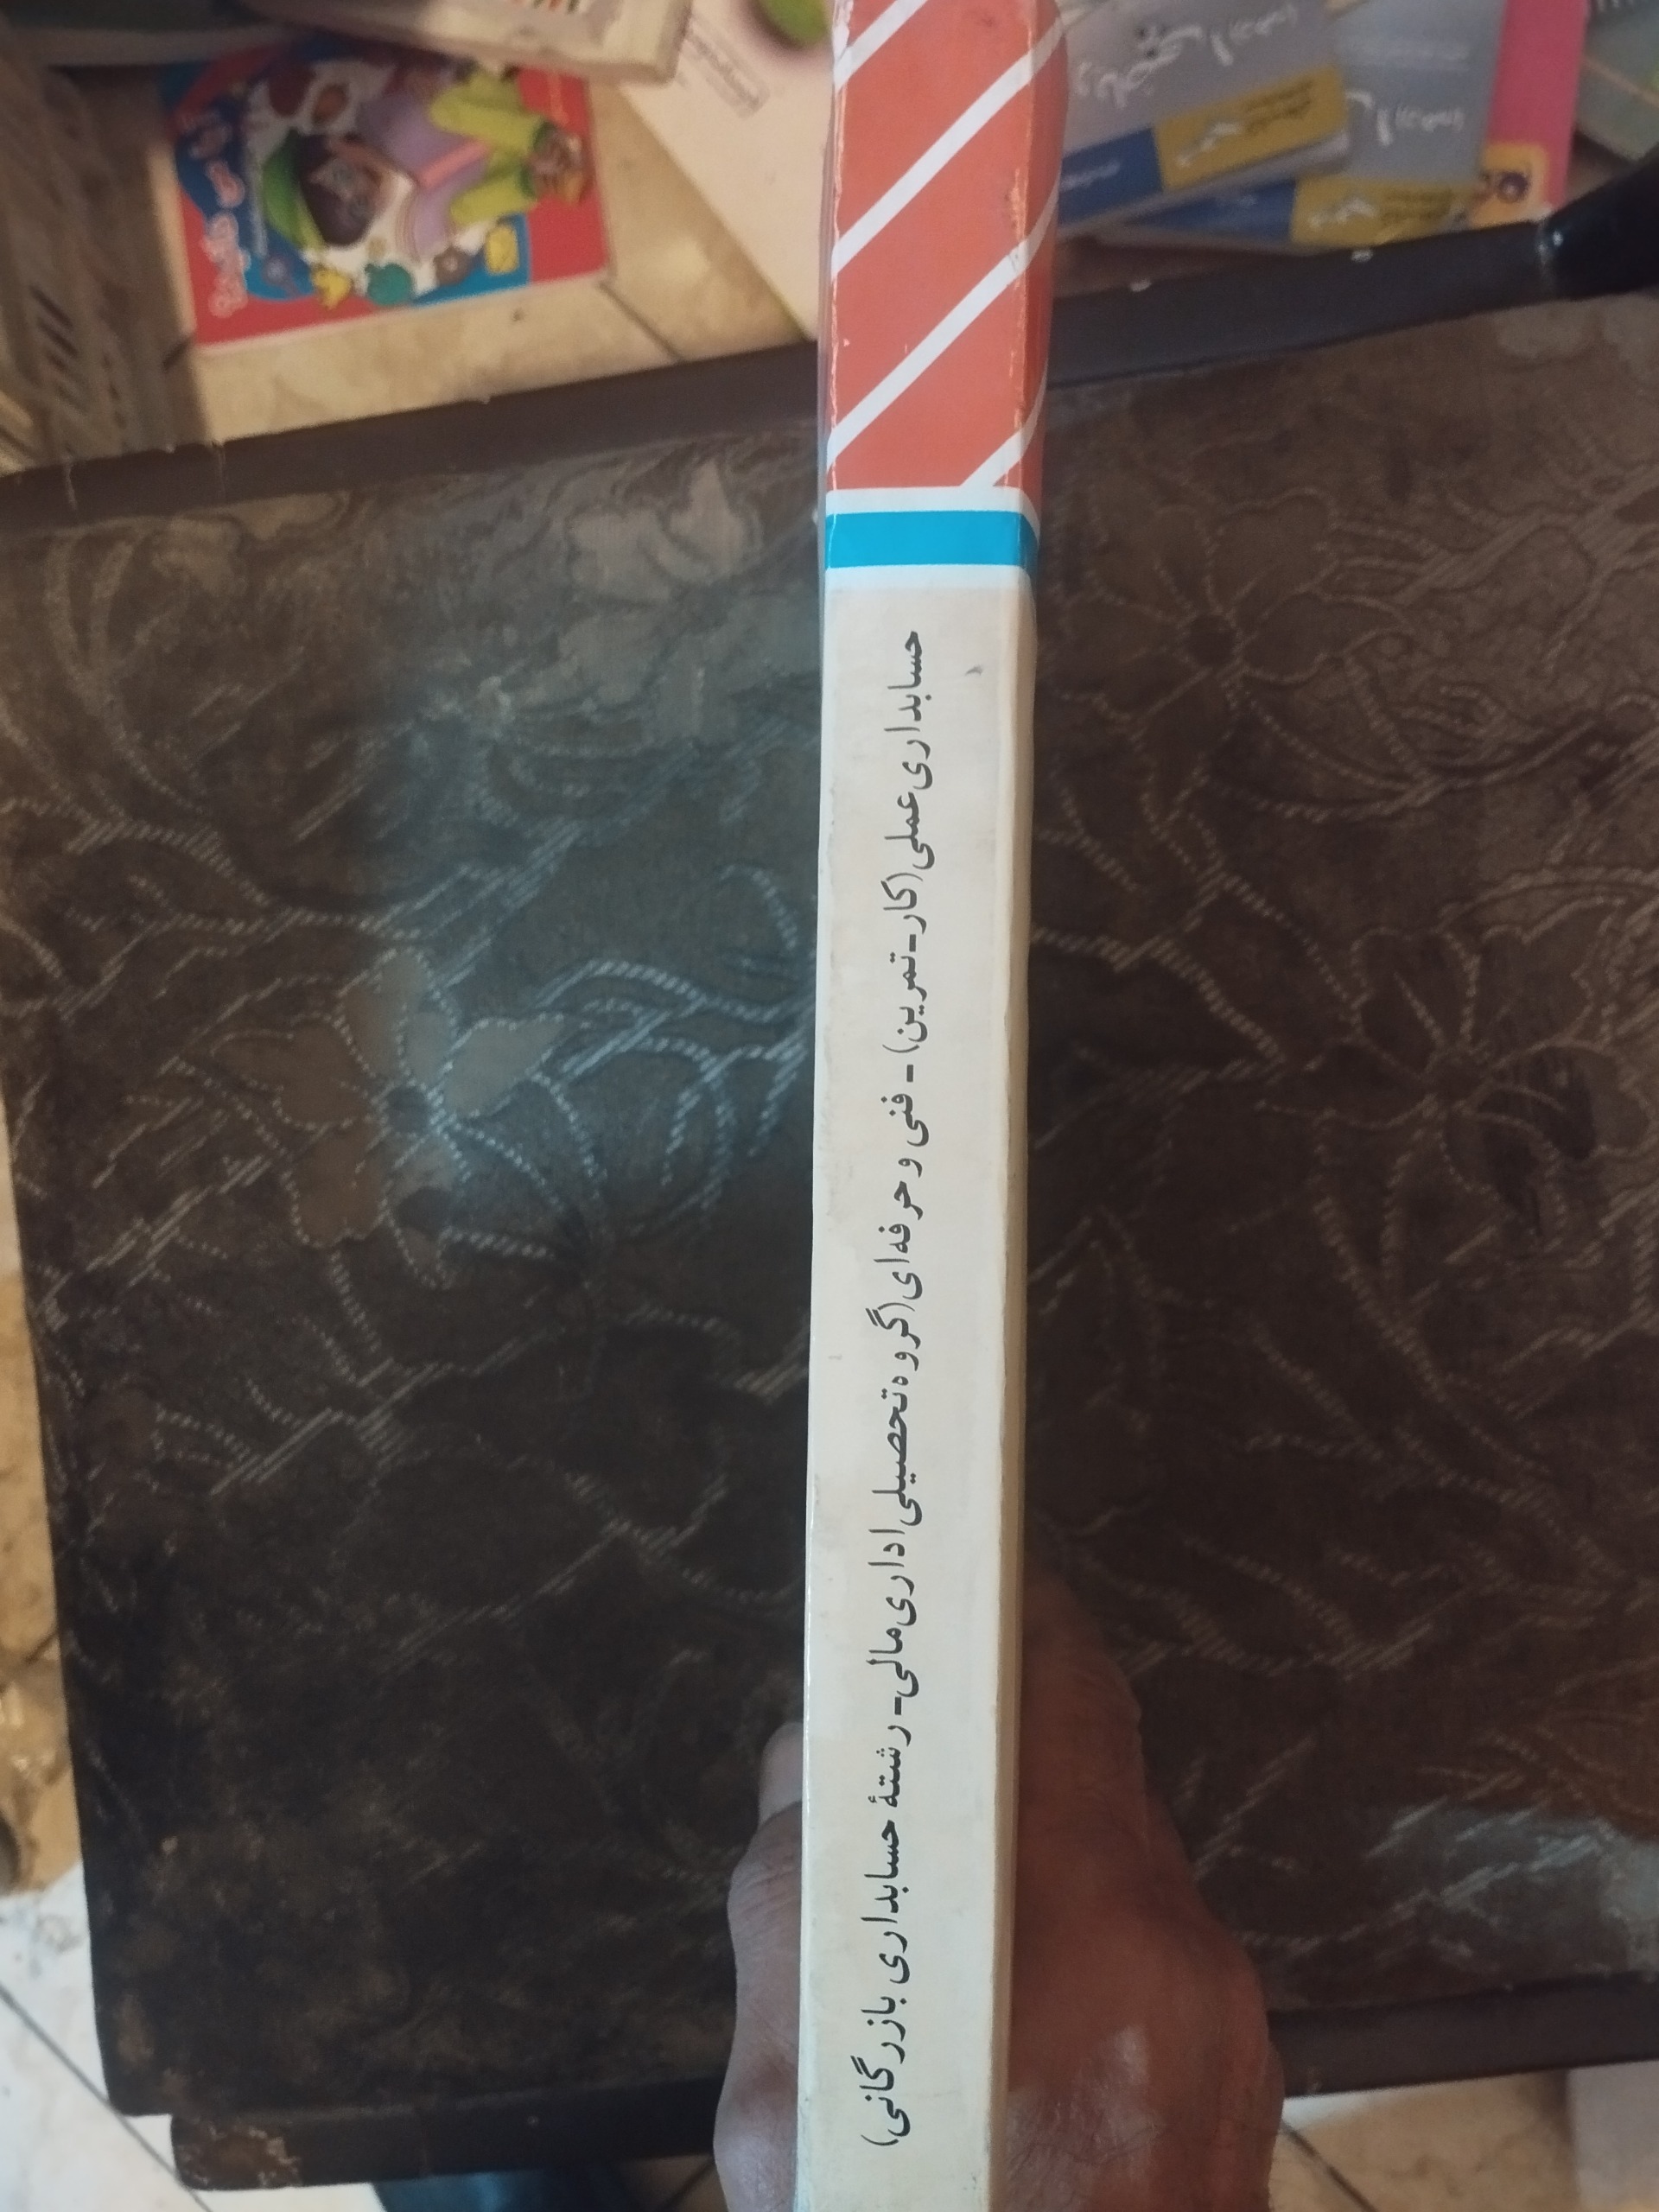 حسابداری عملی (کار-تمرین) - فنی و حرفه‌ای (گروه تحصیلی اداری مالی- رشتهٔ حسابداری بازرگانی)